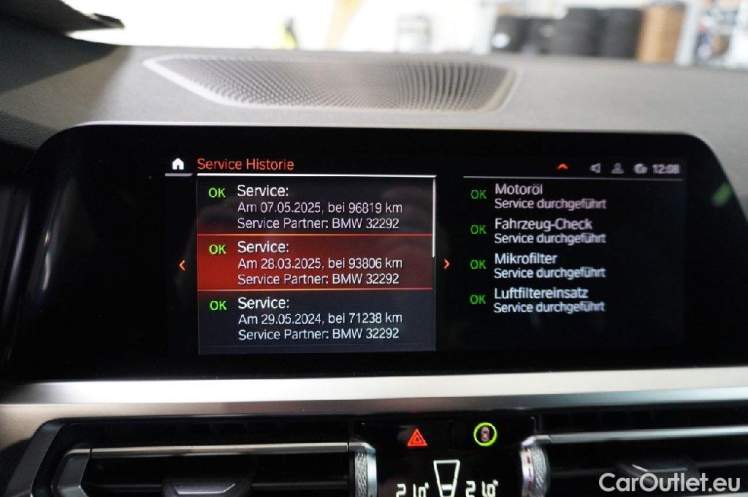 Service Historie
12:08
OK Service:
Am 07.05.2025, bei 96819 km
Service Partner: BMW 32292
OK Service:
Am 28.03.2025, bei 93806 km
Service Partner: BMW 32292
OK Service:
Am 29.05.2024, bei 71238 km
Service Partner: BMW 32292
OK Motoröl
Service durchgeführt
OK Fahrzeug-Check
Service durchgeführt
OK Mikrofilter
Service durchgeführt
OK Luftfiltereinsatz
Service durchgeführt
CarOutlet.eu